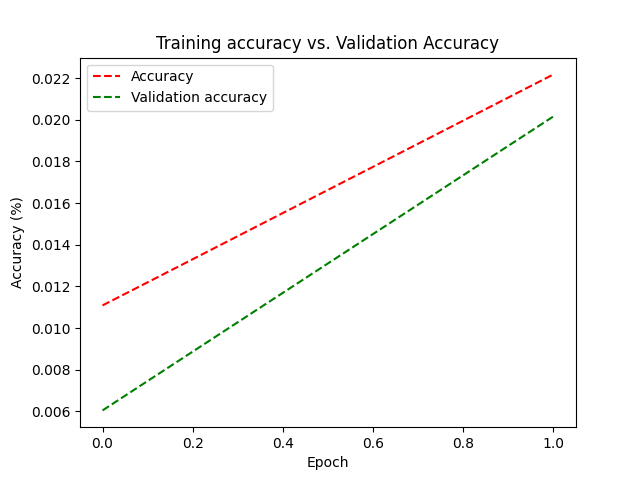 Training accuracy vs. Validation Accuracy
Accuracy
Validation accuracy
0.022
0.020
0.018
0.016
0.014
0.012
0.010
0.008
0.006
Accuracy (%)
0.0 0.2 0.4 0.6 0.8 1.0
Epoch